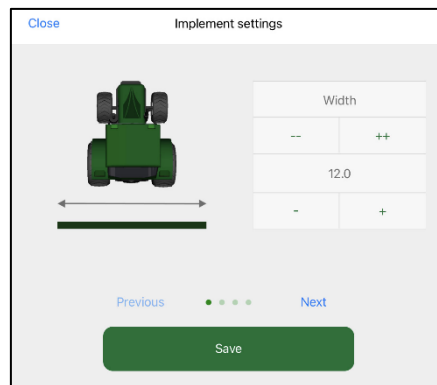 Close Implement settings
Width
-- ++
12.0
- +
Previous Next
Save